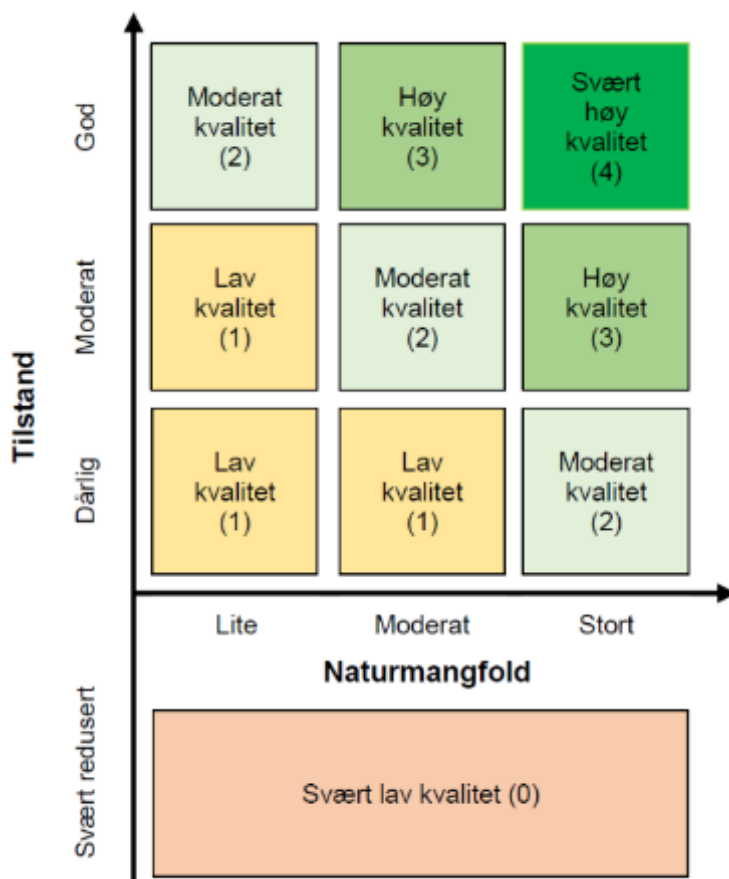 God
Moderat
kvalitet
(2)
Høy
kvalitet
(3)
Svært
høy
kvalitet
(4)
Moderat
Lav
kvalitet
(1)
Moderat
kvalitet
(2)
Høy
kvalitet
(3)
Tilstand
Dårlig
Lav
kvalitet
(1)
Lav
kvalitet
(1)
Moderat
kvalitet
(2)
Lite
Moderat
Stort
Naturmangfold
Svært redusert
Svært lav kvalitet (0)